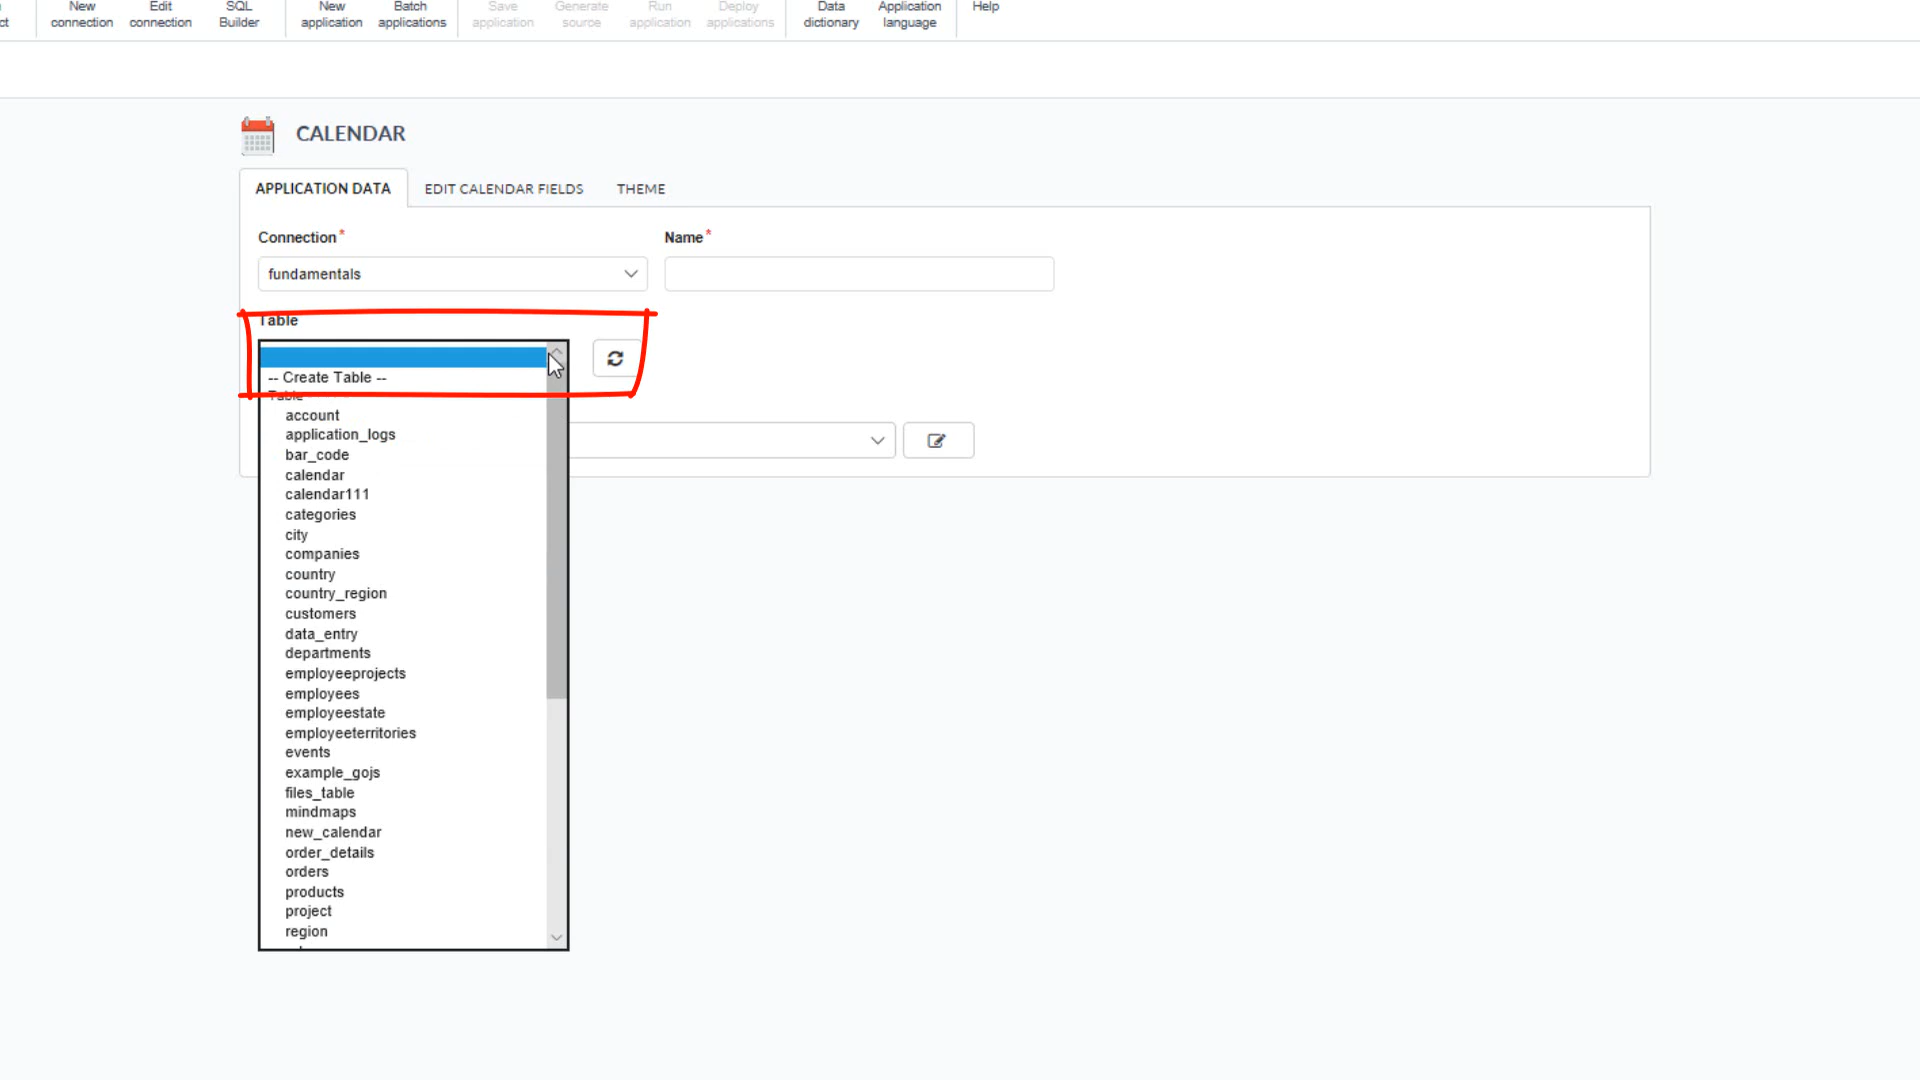 New connection
Edit connection
SQL Builder
New application
Batch applications
Save application
Generate source
Run application
Deploy applications
Data dictionary
Application language
Help
CALENDAR
APPLICATION DATA
EDIT CALENDAR FIELDS
THEME
Connection*
Name*
fundamentals
Table
-- Create Table --
Table
account
application_logs
bar_code
calendar
calendar111
categories
city
companies
country
country_region
customers
data_entry
departments
employeeprojects
employees
employeestate
employeeterritories
events
example_gojs
files_table
mindmaps
new_calendar
order_details
orders
products
project
region